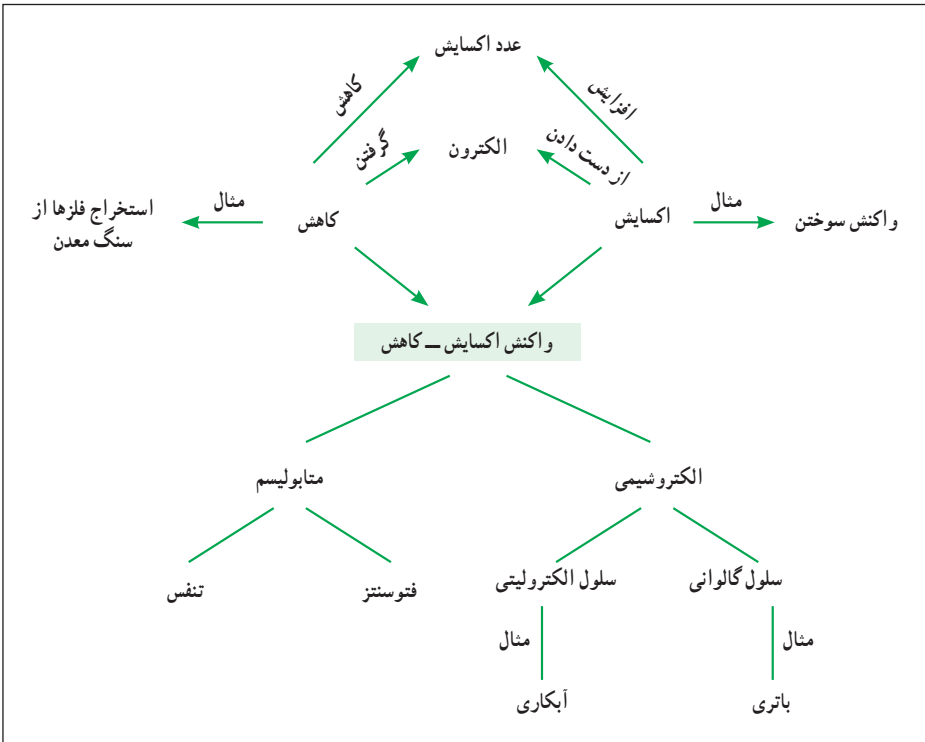 عدد اکسایش
افزایش
کاهش
الکترون
از دست دادن
گرفتن
واکنش سوختن
مثال
اکسایش
کاهش
مثال
استخراج فلزها از
سنگ معدن
واکنش اکسایش – کاهش
الکتروشیمی
متابولیسم
سلول گالوانی
سلول الکترولیتی
فتوسنتز
تنفس
مثال
مثال
باتری
آبکاری